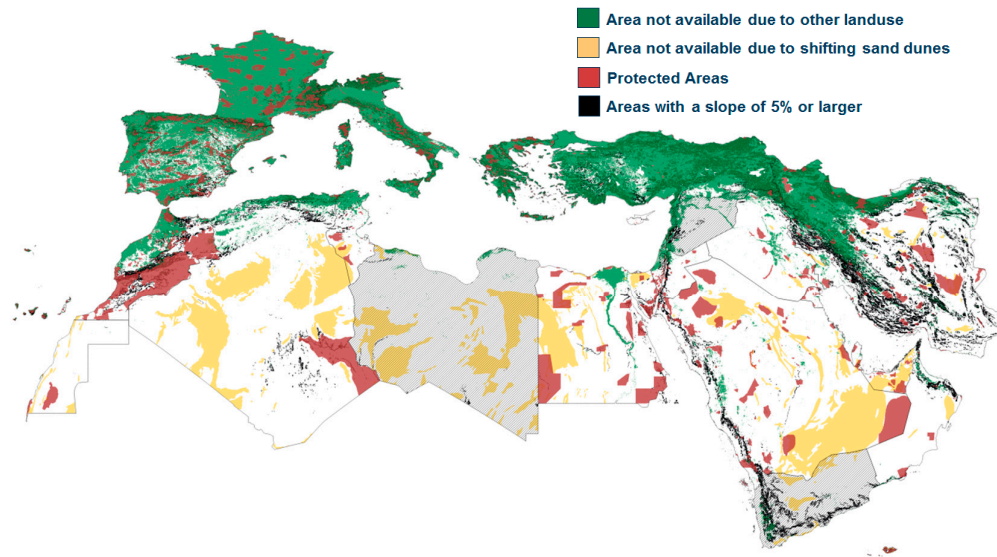 Area not available due to other landuse
Area not available due to shifting sand dunes
Protected Areas
Areas with a slope of 5% or larger